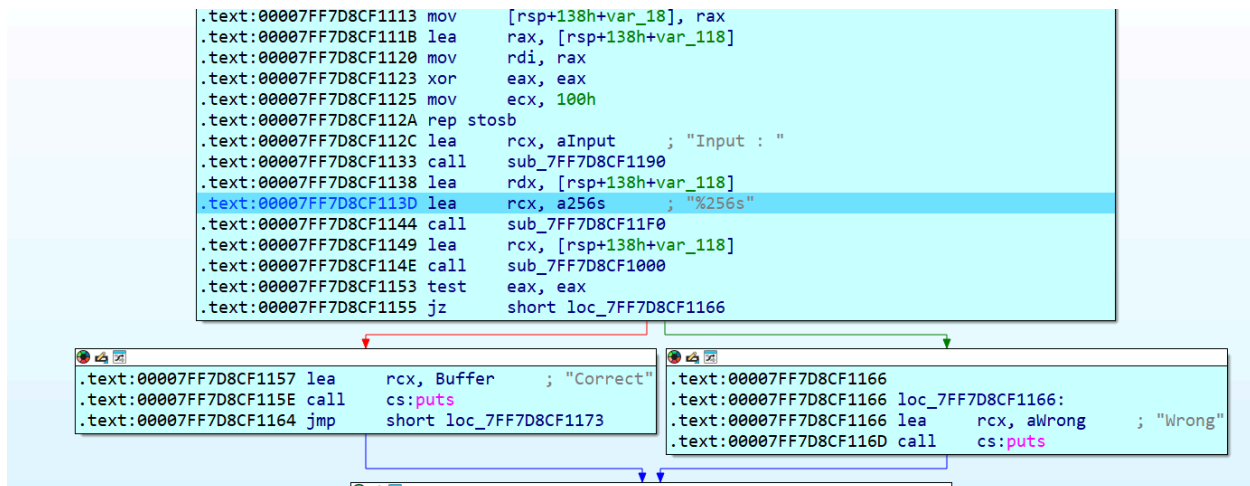 .text:00007FF7D8CF1113 mov [rsp+138h+var_18], rax
.text:00007FF7D8CF111B lea rax, [rsp+138h+var_118]
.text:00007FF7D8CF1120 mov rdi, rax
.text:00007FF7D8CF1123 xor eax, eax
.text:00007FF7D8CF1125 mov ecx, 100h
.text:00007FF7D8CF112A rep stosb
.text:00007FF7D8CF112C lea rcx, aInput ; "Input : "
.text:00007FF7D8CF1133 call sub_7FF7D8CF1190
.text:00007FF7D8CF1138 lea rdx, [rsp+138h+var_118]
.text:00007FF7D8CF113D lea rcx, a256s ; "%256s"
.text:00007FF7D8CF1144 call sub_7FF7D8CF11F0
.text:00007FF7D8CF1149 lea rcx, [rsp+138h+var_118]
.text:00007FF7D8CF114E call sub_7FF7D8CF1000
.text:00007FF7D8CF1153 test eax, eax
.text:00007FF7D8CF1155 jz short loc_7FF7D8CF1166
.text:00007FF7D8CF1157 lea rcx, Buffer ; "Correct"
.text:00007FF7D8CF115E call cs:puts
.text:00007FF7D8CF1164 jmp short loc_7FF7D8CF1173
.text:00007FF7D8CF1166
.text:00007FF7D8CF1166 loc_7FF7D8CF1166:
.text:00007FF7D8CF1166 lea rcx, aWrong ; "Wrong"
.text:00007FF7D8CF116D call cs:puts